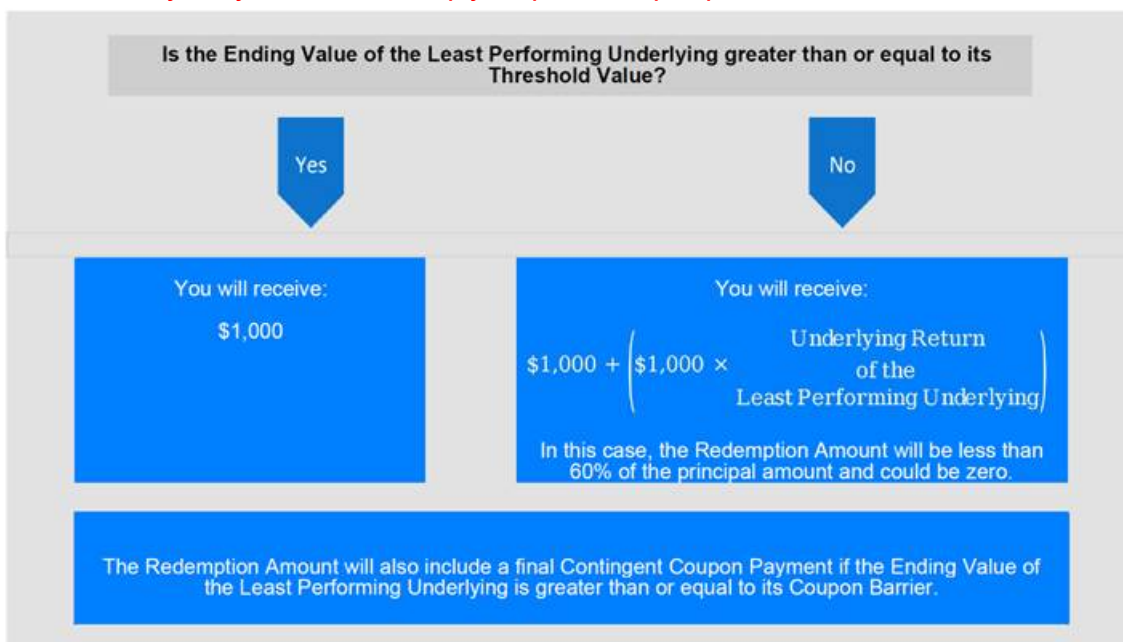 Is the Ending Value of the Least Performing Underlying greater than or equal to its
Threshold Value?
Yes
No
You will receive:
$1,000
You will receive:
$1,000 + ($1,000 × Underlying Return
of the
Least Performing Underlying)
In this case, the Redemption Amount will be less than
60% of the principal amount and could be zero.
The Redemption Amount will also include a final Contingent Coupon Payment if the Ending Value of
the Least Performing Underlying is greater than or equal to its Coupon Barrier.